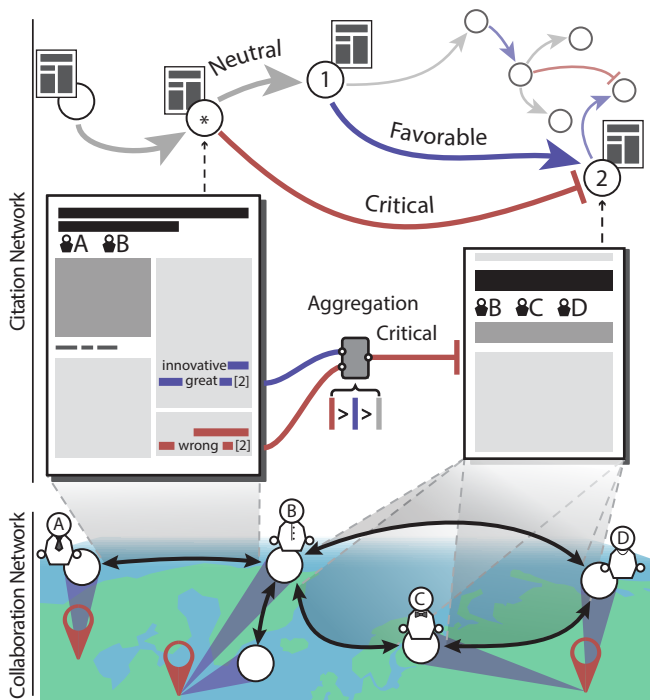 Citation Network
Neutral
1
*
Favorable
2
Critical
A B
B C D
Aggregation
Critical
innovative
great [2]
wrong [2]
> >
Collaboration Network
A
B
C
D